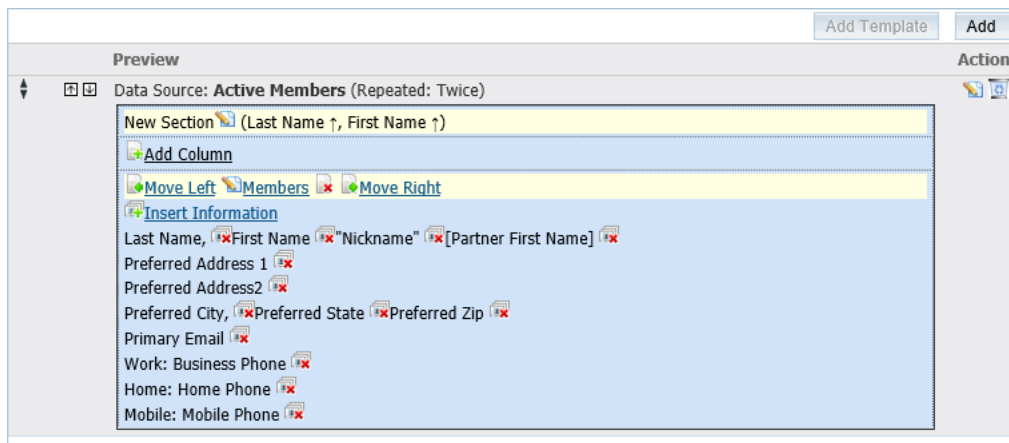 Add Template Add
Preview Action
Data Source: Active Members (Repeated: Twice)
New Section (Last Name ↑, First Name ↑)
Add Column
Move Left Members Move Right
Insert Information
Last Name, First Name "Nickname" [Partner First Name]
Preferred Address 1
Preferred Address2
Preferred City, Preferred State Preferred Zip
Primary Email
Work: Business Phone
Home: Home Phone
Mobile: Mobile Phone